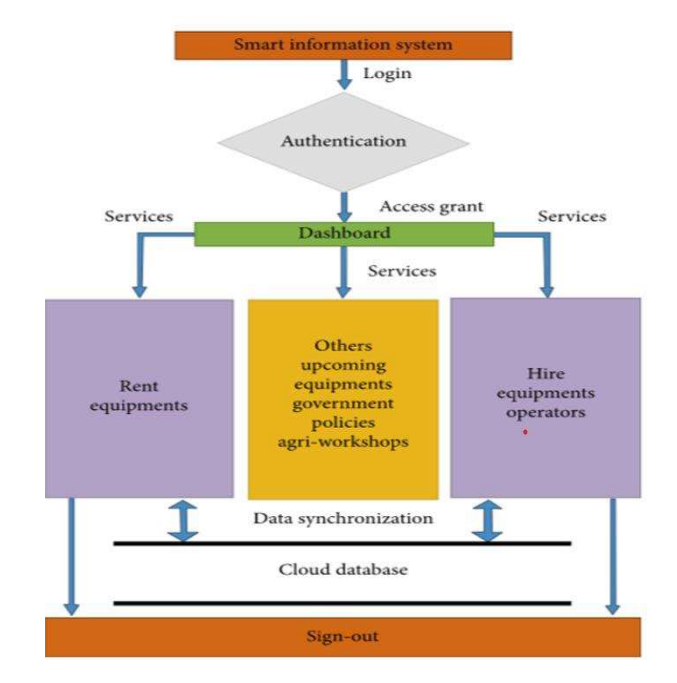 Smart information system
Login
Authentication
Access grant
Services
Services
Dashboard
Services
Rent
equipments
Others
upcoming
equipments
government
policies
agri-workshops
Hire
equipments
operators
Data synchronization
Cloud database
Sign-out